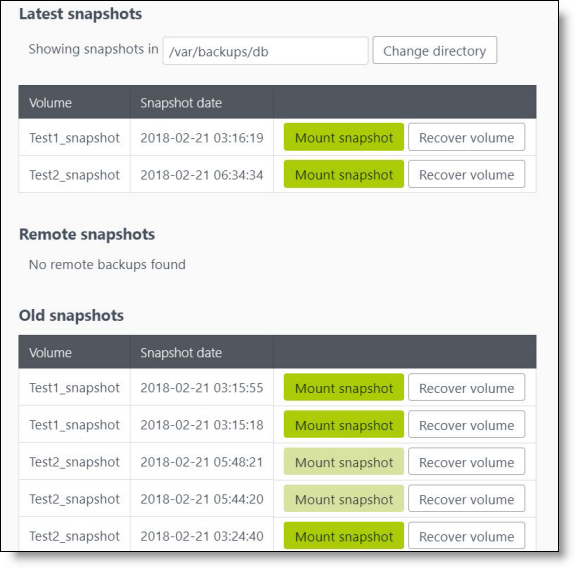 Latest snapshots
Showing snapshots in /var/backups/db Change directory
Volume Snapshot date
Test1_snapshot 2018-02-21 03:16:19 Mount snapshot Recover volume
Test2_snapshot 2018-02-21 06:34:34 Mount snapshot Recover volume
Remote snapshots
No remote backups found
Old snapshots
Volume Snapshot date
Test1_snapshot 2018-02-21 03:15:55 Mount snapshot Recover volume
Test1_snapshot 2018-02-21 03:15:18 Mount snapshot Recover volume
Test2_snapshot 2018-02-21 05:48:21 Mount snapshot Recover volume
Test2_snapshot 2018-02-21 05:44:20 Mount snapshot Recover volume
Test2_snapshot 2018-02-21 03:24:40 Mount snapshot Recover volume